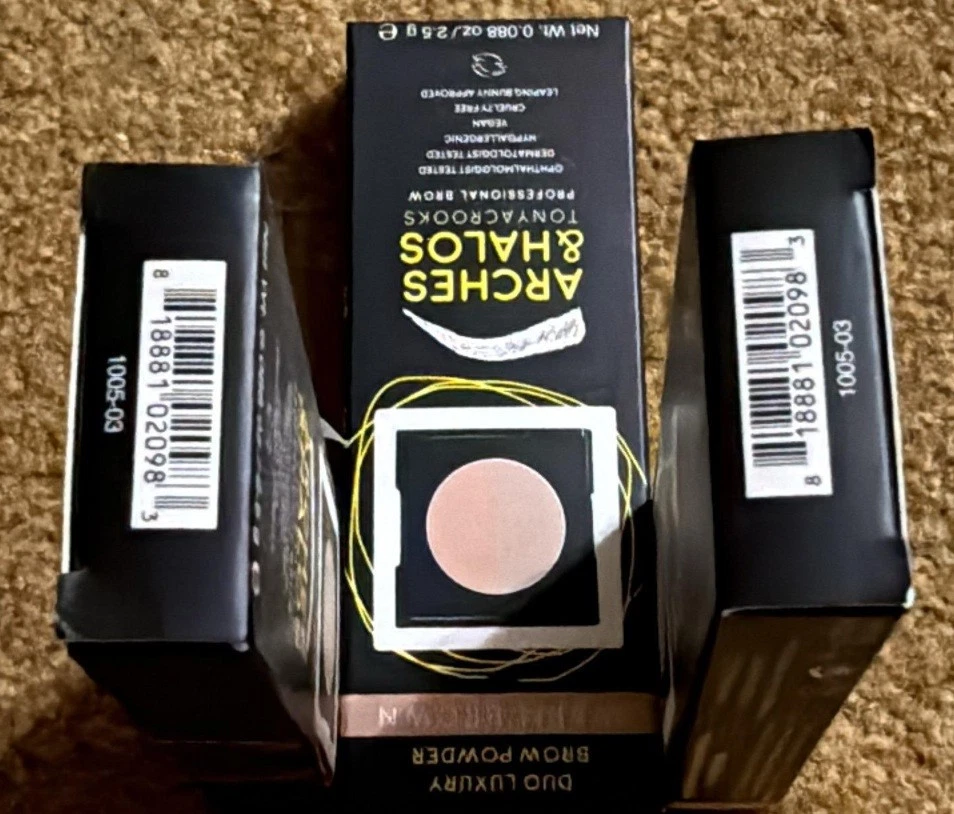 DUO LUXURY
BROW POWDER
ARCHES
&HALOS
TONYACROOKS
PROFESSIONAL BROW
OPHTHALMOLOGIST TESTED
DERMATOLOGIST TESTED
HYPOALLERGENIC
VEGAN
CRUELTY FREE
LEAPING BUNNY APPROVED
Net Wt. 0.088 oz./2.5 g ℮
8 18881 02098 3
1005-03
8 18881 02098 3
1005-03